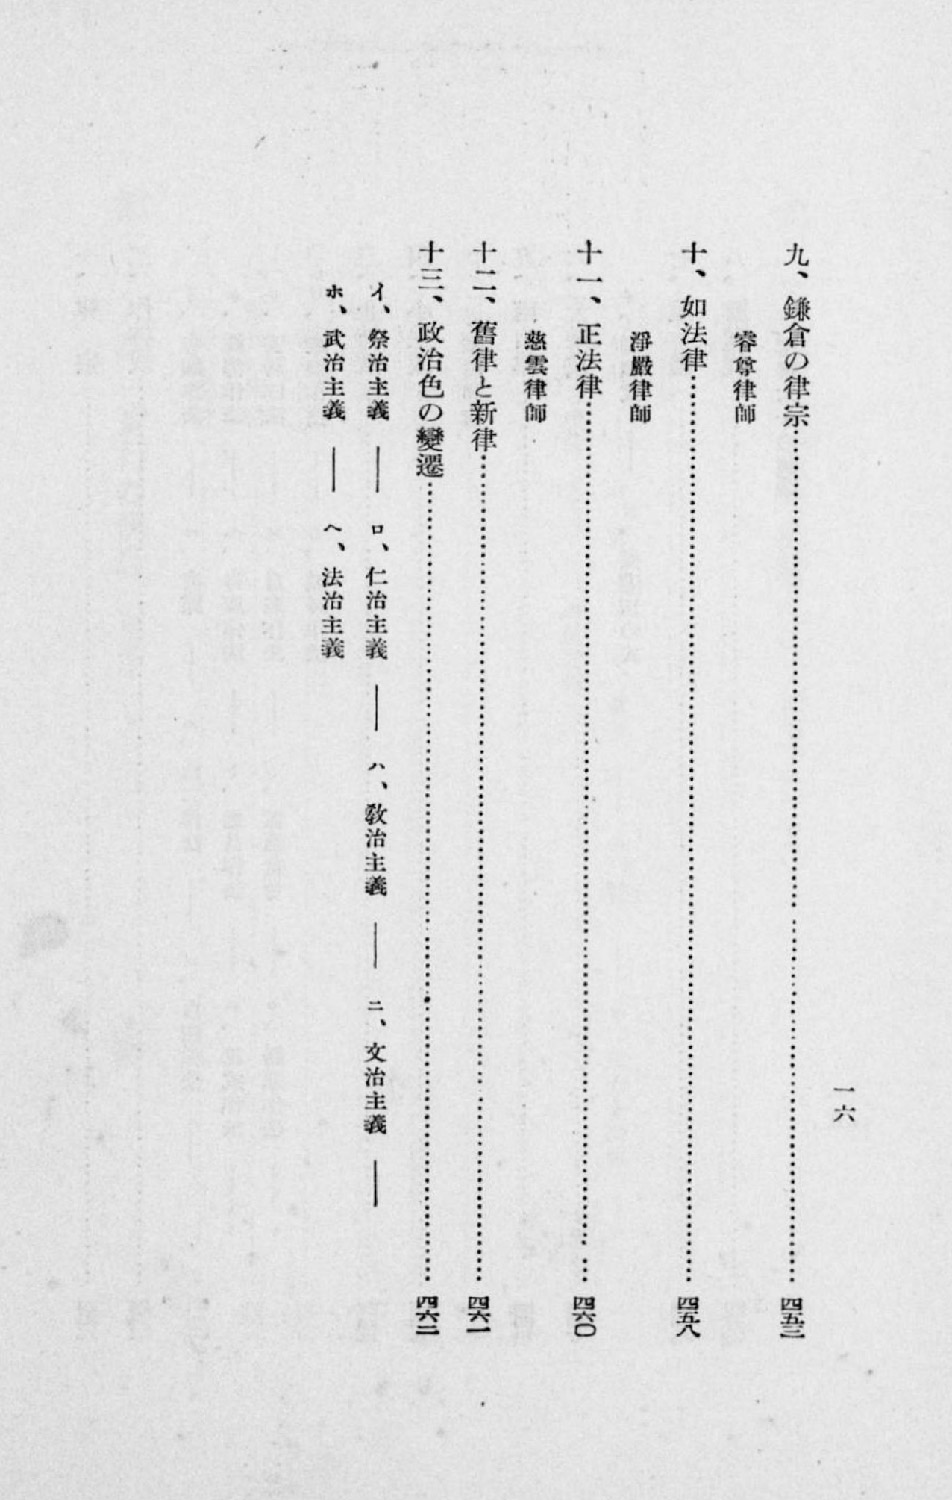 一六
九、鎌倉の律宗……四五三
睿尊律師
十、如法律……四五八
淨嚴律師
十一、正法律……四六〇
慈雲律師
十二、舊律と新律……四六一
十三、政治色の變遷……四六二
イ、祭治主義 ―― ロ、仁治主義 ―― ハ、敎治主義 ―― ニ、文治主義 ――
ホ、武治主義 ―― ヘ、法治主義